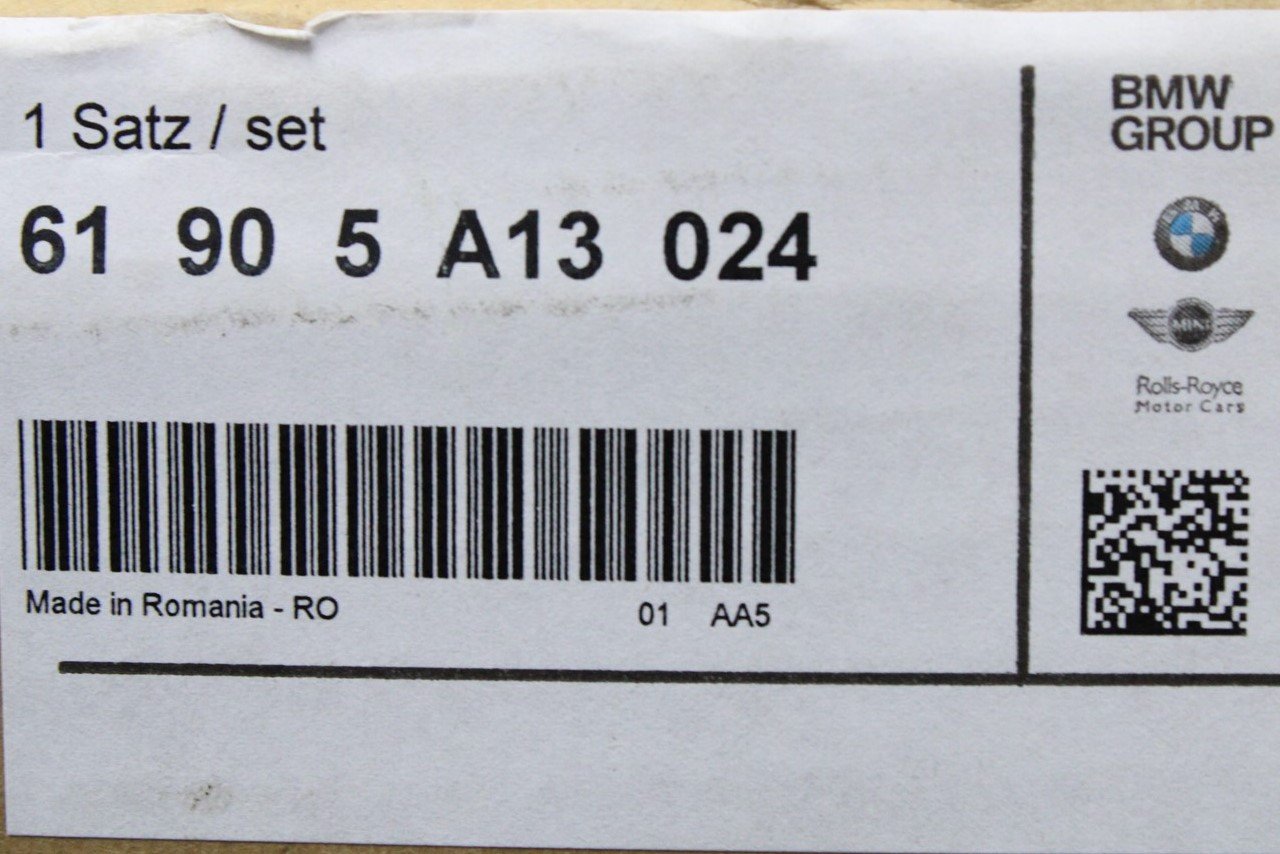 1 Satz / set
61 90 5 A13 024
Made in Romania - RO
01 AA5
BMW
GROUP
MINI
Rolls-Royce
Motor Cars